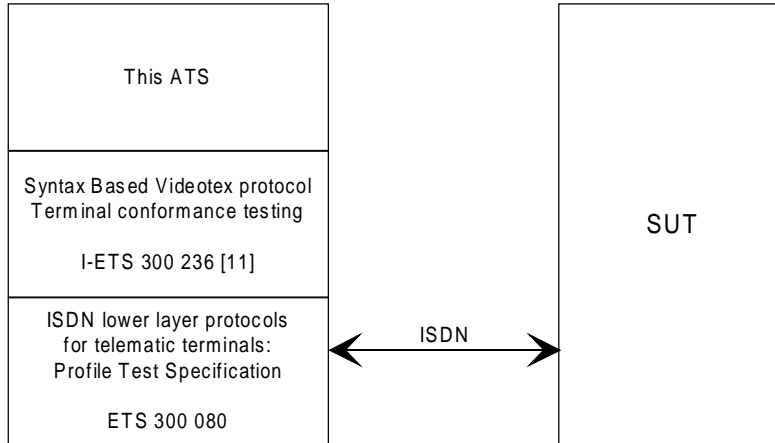 This ATS
Syntax Based Videotex protocol
Terminal conformance testing
I-ETS 300 236 [11]
ISDN lower layer protocols
for telematic terminals:
Profile Test Specification
ETS 300 080
ISDN
SUT